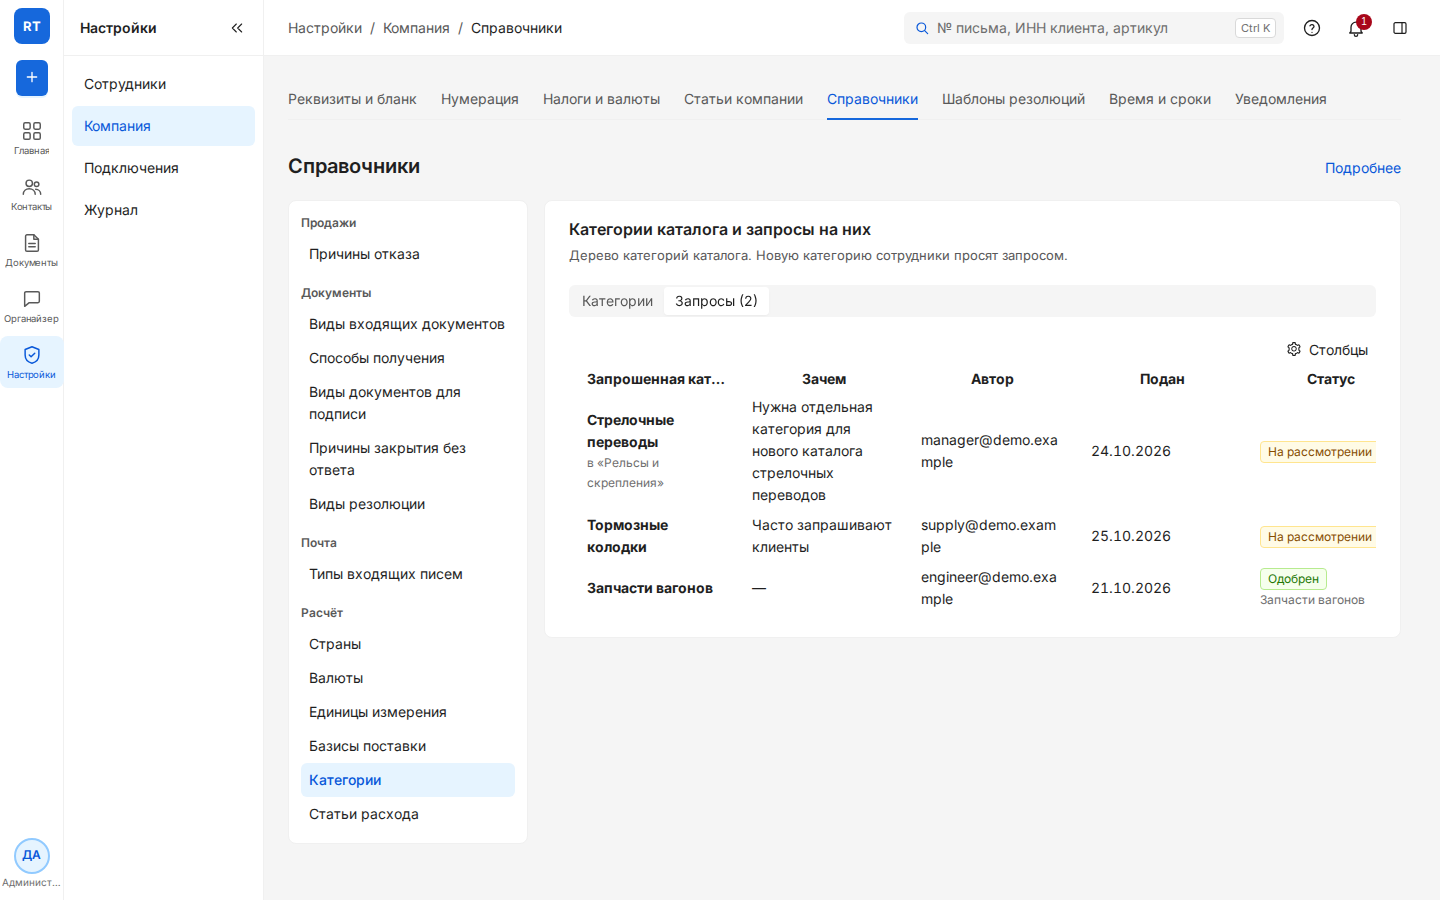 RT
Настройки
Настройки / Компания / Справочники
№ письма, ИНН клиента, артикул
Ctrl K
1
Главная
Контакты
Документы
Органайзер
Настройки
ДА
Админист...
Сотрудники
Компания
Подключения
Журнал
Реквизиты и бланк
Нумерация
Налоги и валюты
Статьи компании
Справочники
Шаблоны резолюций
Время и сроки
Уведомления
Справочники
Подробнее
Продажи
Причины отказа
Документы
Виды входящих документов
Способы получения
Виды документов для
подписи
Причины закрытия без
ответа
Виды резолюции
Почта
Типы входящих писем
Расчёт
Страны
Валюты
Единицы измерения
Базисы поставки
Категории
Статьи расхода
Категории каталога и запросы на них
Дерево категорий каталога. Новую категорию сотрудники просят запросом.
Категории
Запросы (2)
Столбцы
Запрошенная кат...
Зачем
Автор
Подан
Статус
Стрелочные
переводы
в «Рельсы и
скрепления»
Нужна отдельная
категория для
нового каталога
стрелочных
переводов
manager@demo.exa
mple
24.10.2026
На рассмотрении
Тормозные
колодки
Часто запрашивают
клиенты
supply@demo.exam
ple
25.10.2026
На рассмотрении
Запчасти вагонов
—
engineer@demo.exa
mple
21.10.2026
Одобрен
Запчасти вагонов